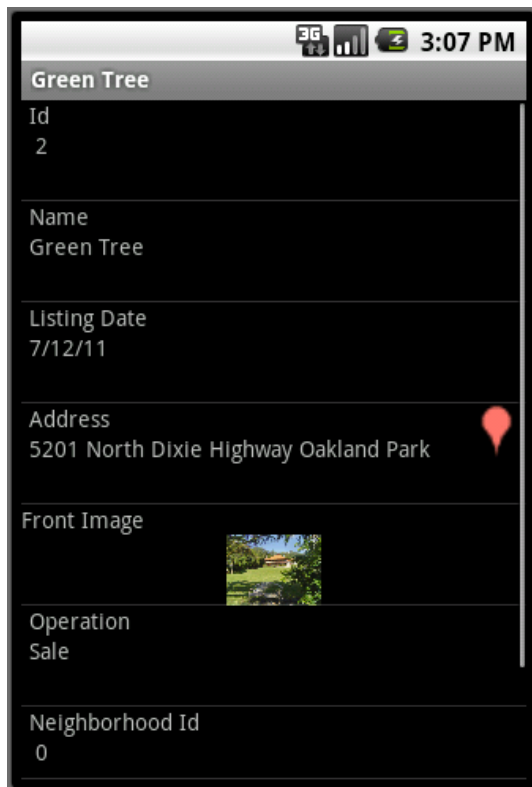 3G 3:07 PM
Green Tree
Id
2
Name
Green Tree
Listing Date
7/12/11
Address
5201 North Dixie Highway Oakland Park
Front Image
Operation
Sale
Neighborhood Id
0